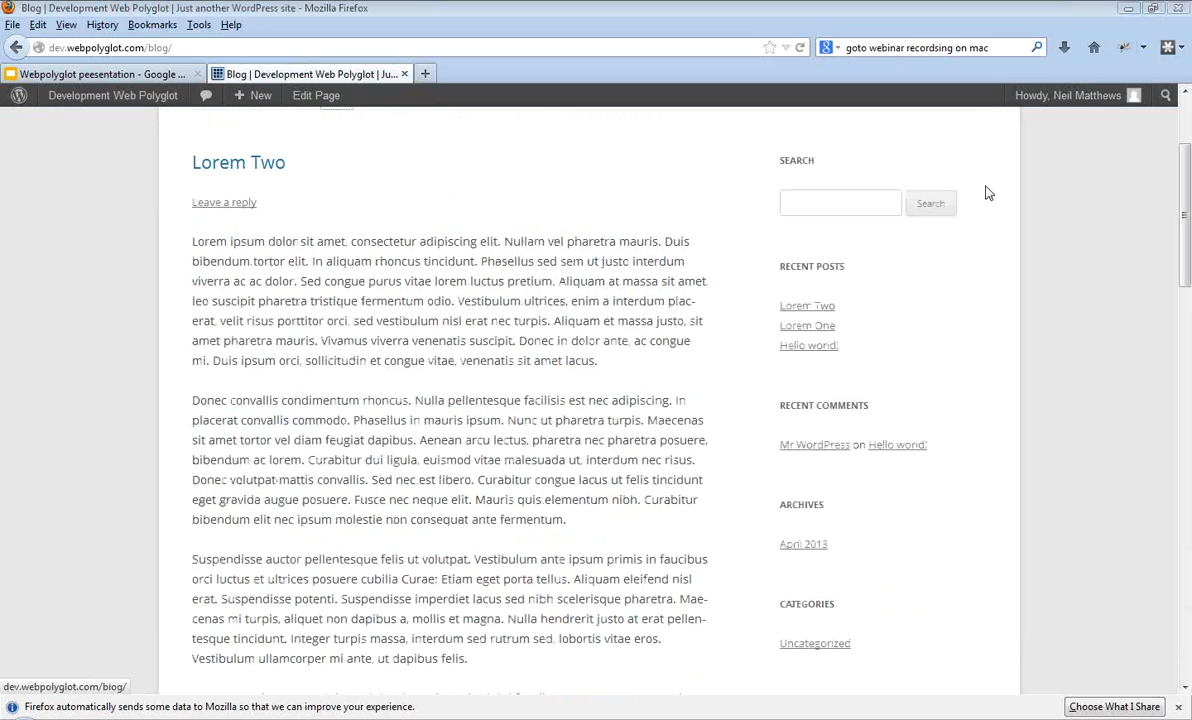 Blog | Development Web Polyglot | Just another WordPress site - Mozilla Firefox
File Edit View History Bookmarks Tools Help
dev.webpolyglot.com/blog/
goto webinar recordsing on mac
Webpolyglot peesentation - Google ...
Blog | Development Web Polyglot | Ju...
Development Web Polyglot
New
Edit Page
Howdy, Neil Matthews
Lorem Two
Leave a reply
Lorem ipsum dolor sit amet, consectetur adipiscing elit. Nullam vel pharetra mauris. Duis
bibendum tortor elit. In aliquam rhoncus tincidunt. Phasellus sed sem ut justo interdum
viverra ac ac dolor. Sed congue purus vitae lorem luctus pretium. Aliquam at massa sit amet
leo suscipit pharetra tristique fermentum odio. Vestibulum ultrices, enim a interdum plac-
erat, velit risus porttitor orci, sed vestibulum nisl erat nec turpis. Aliquam et massa justo, sit
amet pharetra mauris. Vivamus viverra venenatis suscipit. Donec in dolor ante, ac congue
mi. Duis ipsum orci, sollicitudin et congue vitae, venenatis sit amet lacus.
Donec convallis condimentum rhoncus. Nulla pellentesque facilisis est nec adipiscing. In
placerat convallis commodo. Phasellus in mauris ipsum. Nunc ut pharetra turpis. Maecenas
sit amet tortor vel diam feugiat dapibus. Aenean arcu lectus, pharetra nec pharetra posuere,
bibendum ac lorem. Curabitur dui ligula, euismod vitae malesuada ut, interdum nec risus.
Donec volutpat mattis convallis. Sed nec est libero. Curabitur congue lacus ut felis tincidunt
eget gravida augue posuere. Fusce nec neque elit. Mauris quis elementum nibh. Curabitur
bibendum elit nec ipsum molestie non consequat ante fermentum.
Suspendisse auctor pellentesque felis ut volutpat. Vestibulum ante ipsum primis in faucibus
orci luctus et ultrices posuere cubilia Curae; Etiam eget porta tellus. Aliquam eleifend nisl
erat. Suspendisse potenti. Suspendisse imperdiet lacus sed nibh scelerisque pharetra. Mae-
cenas mi turpis, aliquet non dapibus a, mollis et magna. Nulla hendrerit justo at erat pellen-
tesque tincidunt. Integer turpis massa, interdum sed rutrum sed, lobortis vitae eros.
Vestibulum ullamcorper mi ante, ut dapibus felis.
SEARCH
Search
RECENT POSTS
Lorem Two
Lorem One
Hello world!
RECENT COMMENTS
Mr WordPress on Hello world!
ARCHIVES
April 2013
CATEGORIES
Uncategorized
dev.webpolyglot.com/blog/
Firefox automatically sends some data to Mozilla so that we can improve your experience.
Choose What I Share